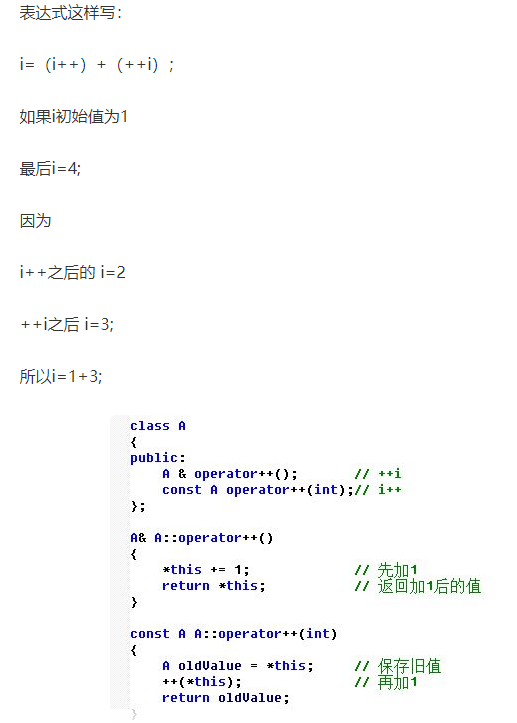 表达式这样写：
i=（i++）+（++i）;
如果i初始值为1
最后i=4;
因为
i++之后的 i=2
++i之后 i=3;
所以i=1+3;
class A
{
public:
    A & operator++();       // ++i
    const A operator++(int);// i++
};
A& A::operator++()
{
    *this += 1;             // 先加1
    return *this;           // 返回加1后的值
}
const A A::operator++(int)
{
    A oldValue = *this;     // 保存旧值
    ++(*this);              // 再加1
    return oldValue;
}